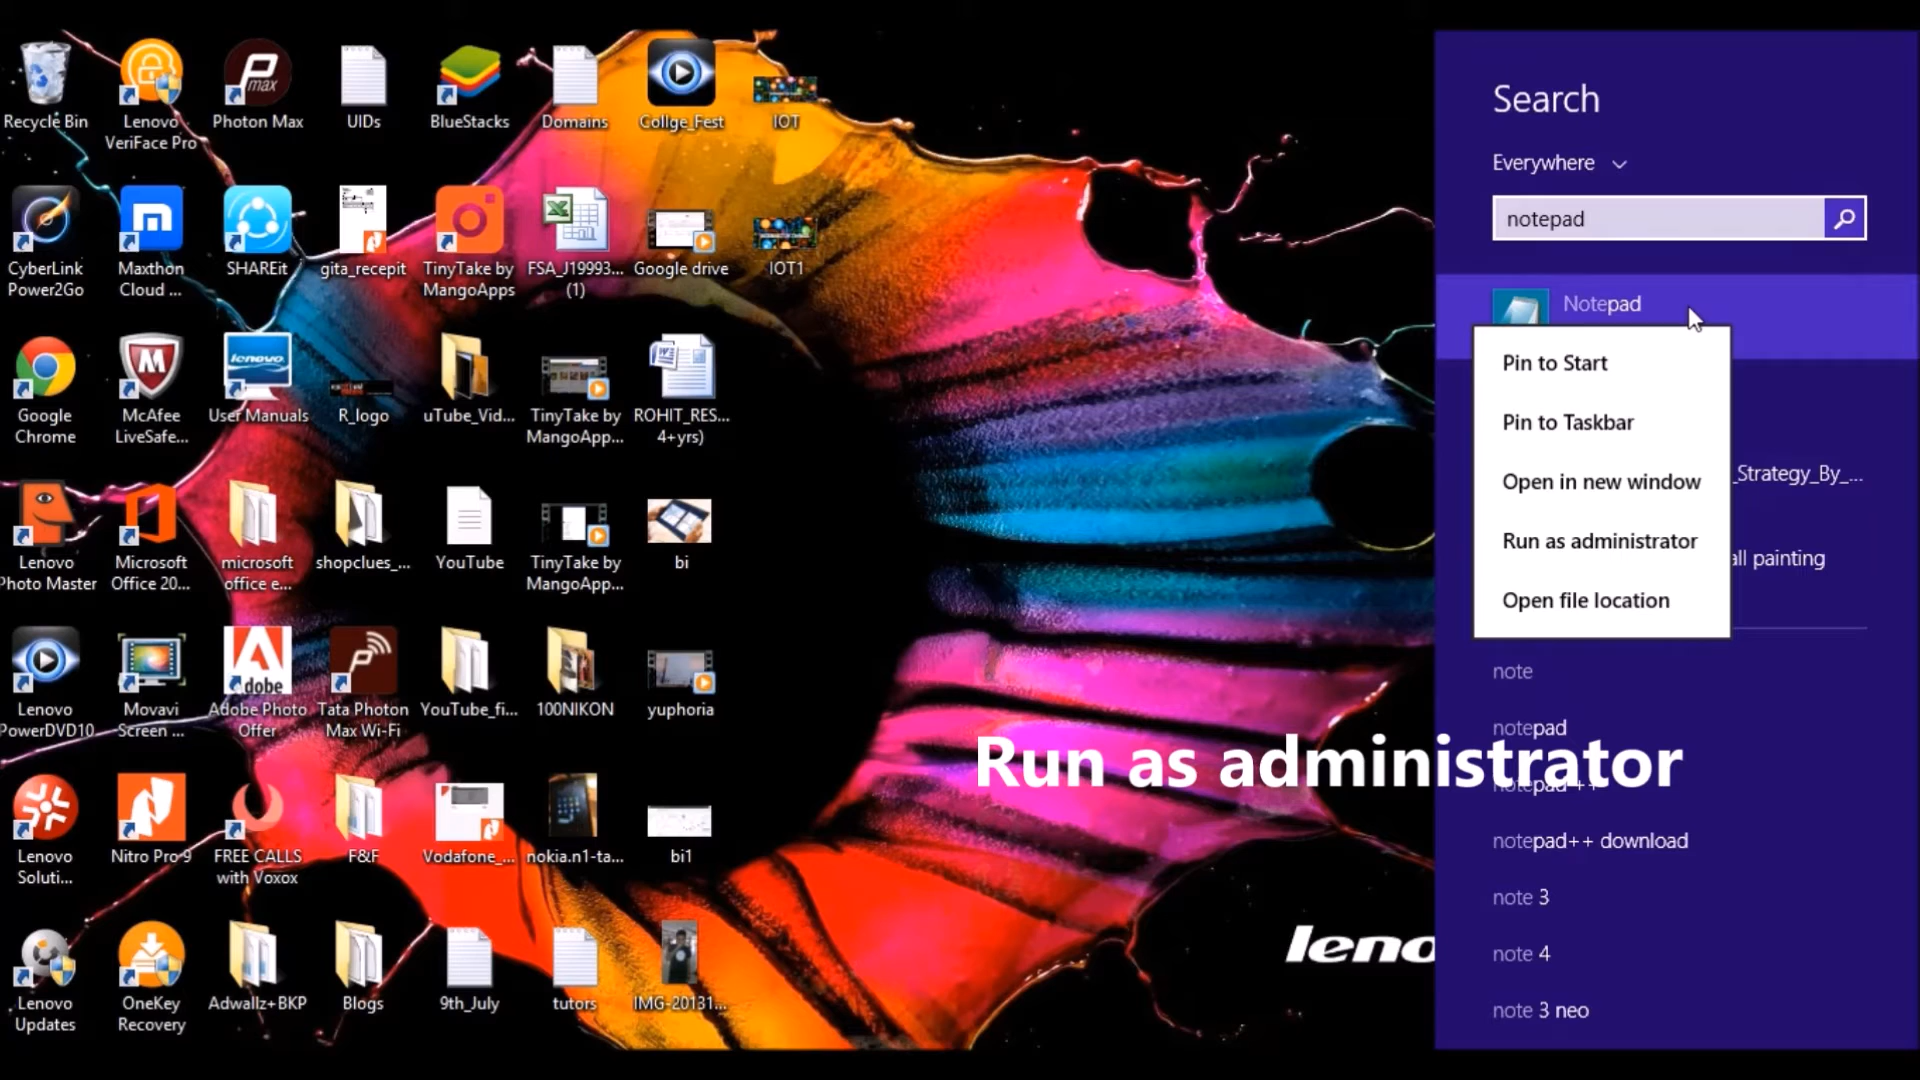 Recycle Bin
Lenovo
VeriFace Pro
Photon Max
UIDs
BlueStacks
Domains
Collge_Fest
IOT
CyberLink
Power2Go
Maxthon
Cloud ...
SHAREit
gita_recepit
TinyTake by
MangoApps
FSA_J19993...
(1)
Google drive
IOT1
Google
Chrome
McAfee
LiveSafe...
lenovo
User Manuals
R_logo
uTube_Vid...
TinyTake by
MangoApp...
ROHIT_RES...
4+yrs)
Lenovo
Photo Master
Microsoft
Office 20...
microsoft
office e...
shopclues_...
YouTube
TinyTake by
MangoApp...
bi
Lenovo
PowerDVD10
Movavi
Screen ...
Adobe
Adobe Photo
Offer
Tata Photon
Max Wi-Fi
YouTube_fi...
100NIKON
yuphoria
Lenovo
Soluti...
Nitro Pro 9
FREE CALLS
with Voxox
F&F
Vodafone_...
nokia.n1-ta...
bi1
Lenovo
Updates
OneKey
Recovery
Adwallz+BKP
Blogs
9th_July
tutors
IMG-20131...
leno
Search
Everywhere
notepad
Notepad
Pin to Start
Pin to Taskbar
Open in new window
Run as administrator
Open file location
_Strategy_By_...
all painting
note
notepad
Run as administrator
notepad++
notepad++ download
note 3
note 4
note 3 neo